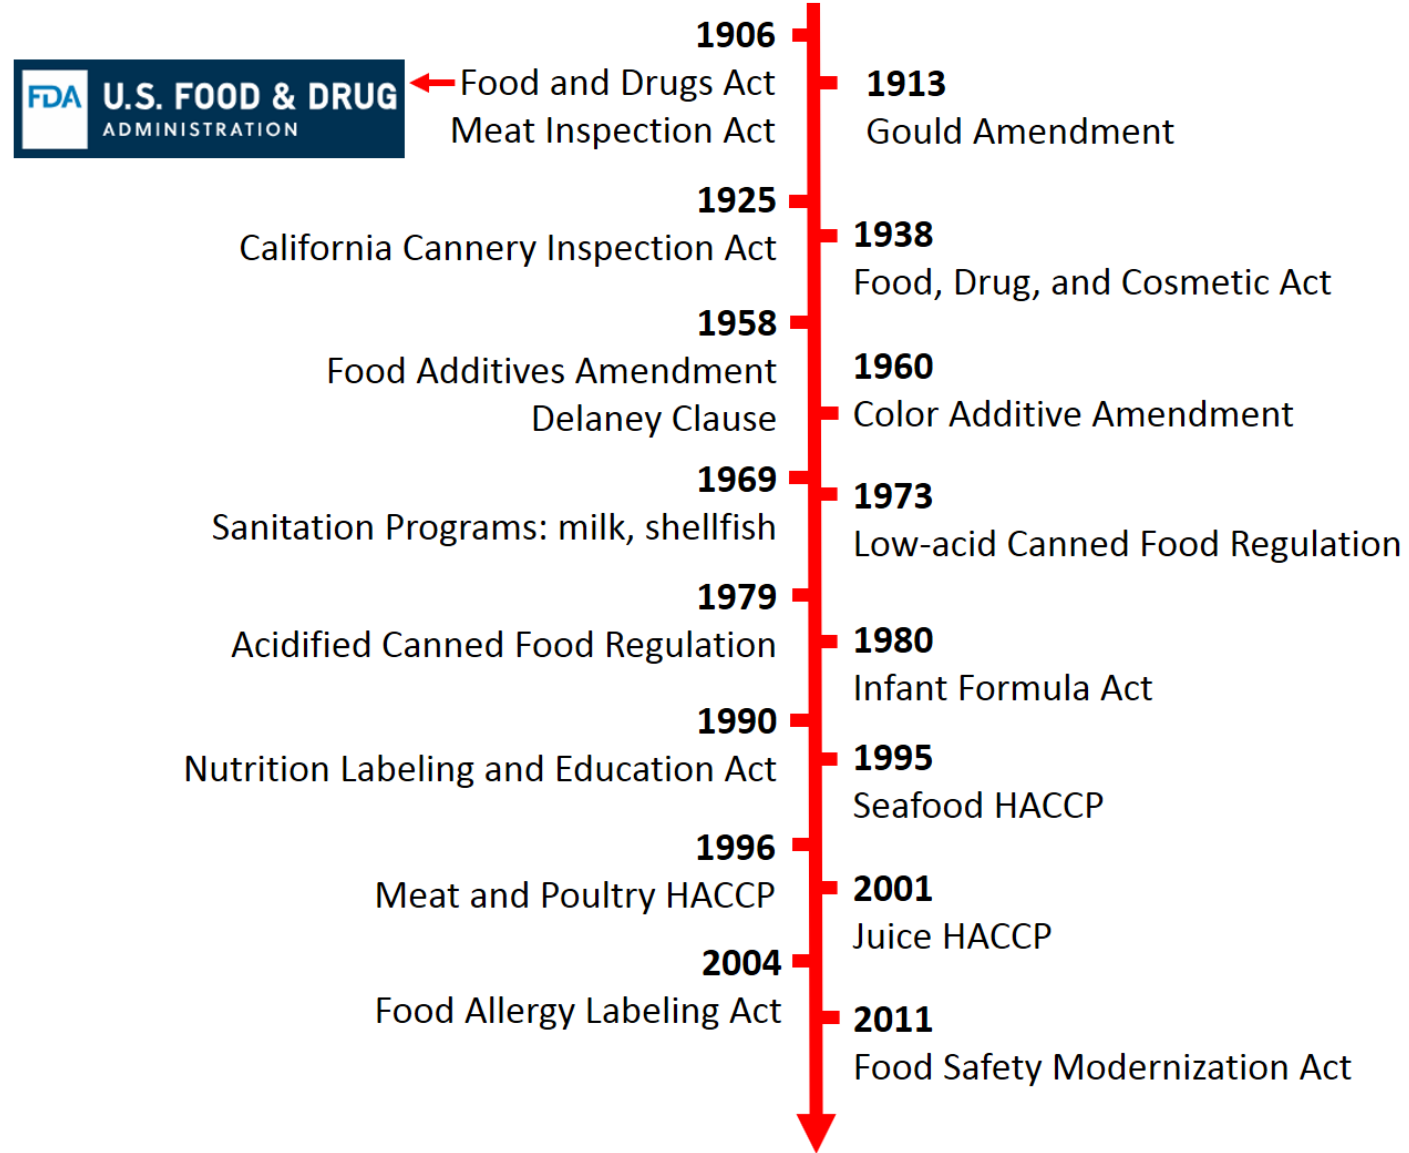 1906
FDA U.S. FOOD & DRUG
ADMINISTRATION
Food and Drugs Act
Meat Inspection Act
1913
Gould Amendment
1925
California Cannery Inspection Act
1938
Food, Drug, and Cosmetic Act
1958
Food Additives Amendment
Delaney Clause
1960
Color Additive Amendment
1969
Sanitation Programs: milk, shellfish
1973
Low-acid Canned Food Regulation
1979
Acidified Canned Food Regulation
1980
Infant Formula Act
1990
Nutrition Labeling and Education Act
1995
Seafood HACCP
1996
Meat and Poultry HACCP
2001
Juice HACCP
2004
Food Allergy Labeling Act
2011
Food Safety Modernization Act